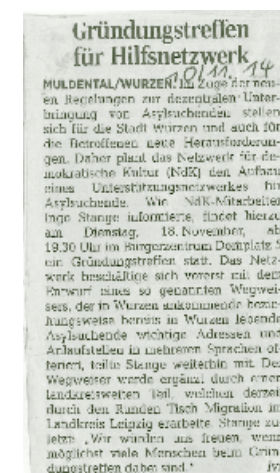 Gründungstreffen
für Hilfsnetzwerk
10/11. 14
MULDENTAL/WURZEN. Im Zuge der neu-
en Regelungen zur dezentralen Unter-
bringung von Asylsuchenden stellen
sich für die Stadt Wurzen und auch für
die Betroffenen neue Herausforderun-
gen. Daher plant das Netzwerk für de-
mokratische Kultur (NdK) den Aufbau
eines Unterstützungsnetzwerkes für
Asylsuchende. Wie NdK-Mitarbeiter
Ingo Stange informierte, findet hierzu
am Dienstag, 18. November, ab
19.30 Uhr im Bürgerzentrum Domplatz 5
ein Gründungstreffen statt. Das Netz-
werk beschäftige sich vorerst mit dem
Entwurf eines so genannten Wegwei-
sers, der in Wurzen ankommende bezie-
hungsweise bereits in Wurzen lebende
Asylsuchende wichtige Adressen und
Anlaufstellen in mehreren Sprachen of-
feriert, teilte Stange weiterhin mit. Der
Wegweiser werde ergänzt durch einen
landkreisweiten Teil, welchen derzeit
durch den Runden Tisch Migration im
Landkreis Leipzig erarbeite. Stange zu-
letzt: „Wir würden uns freuen, wenn
möglichst viele Menschen beim Grün-
dungstreffen dabei sind."